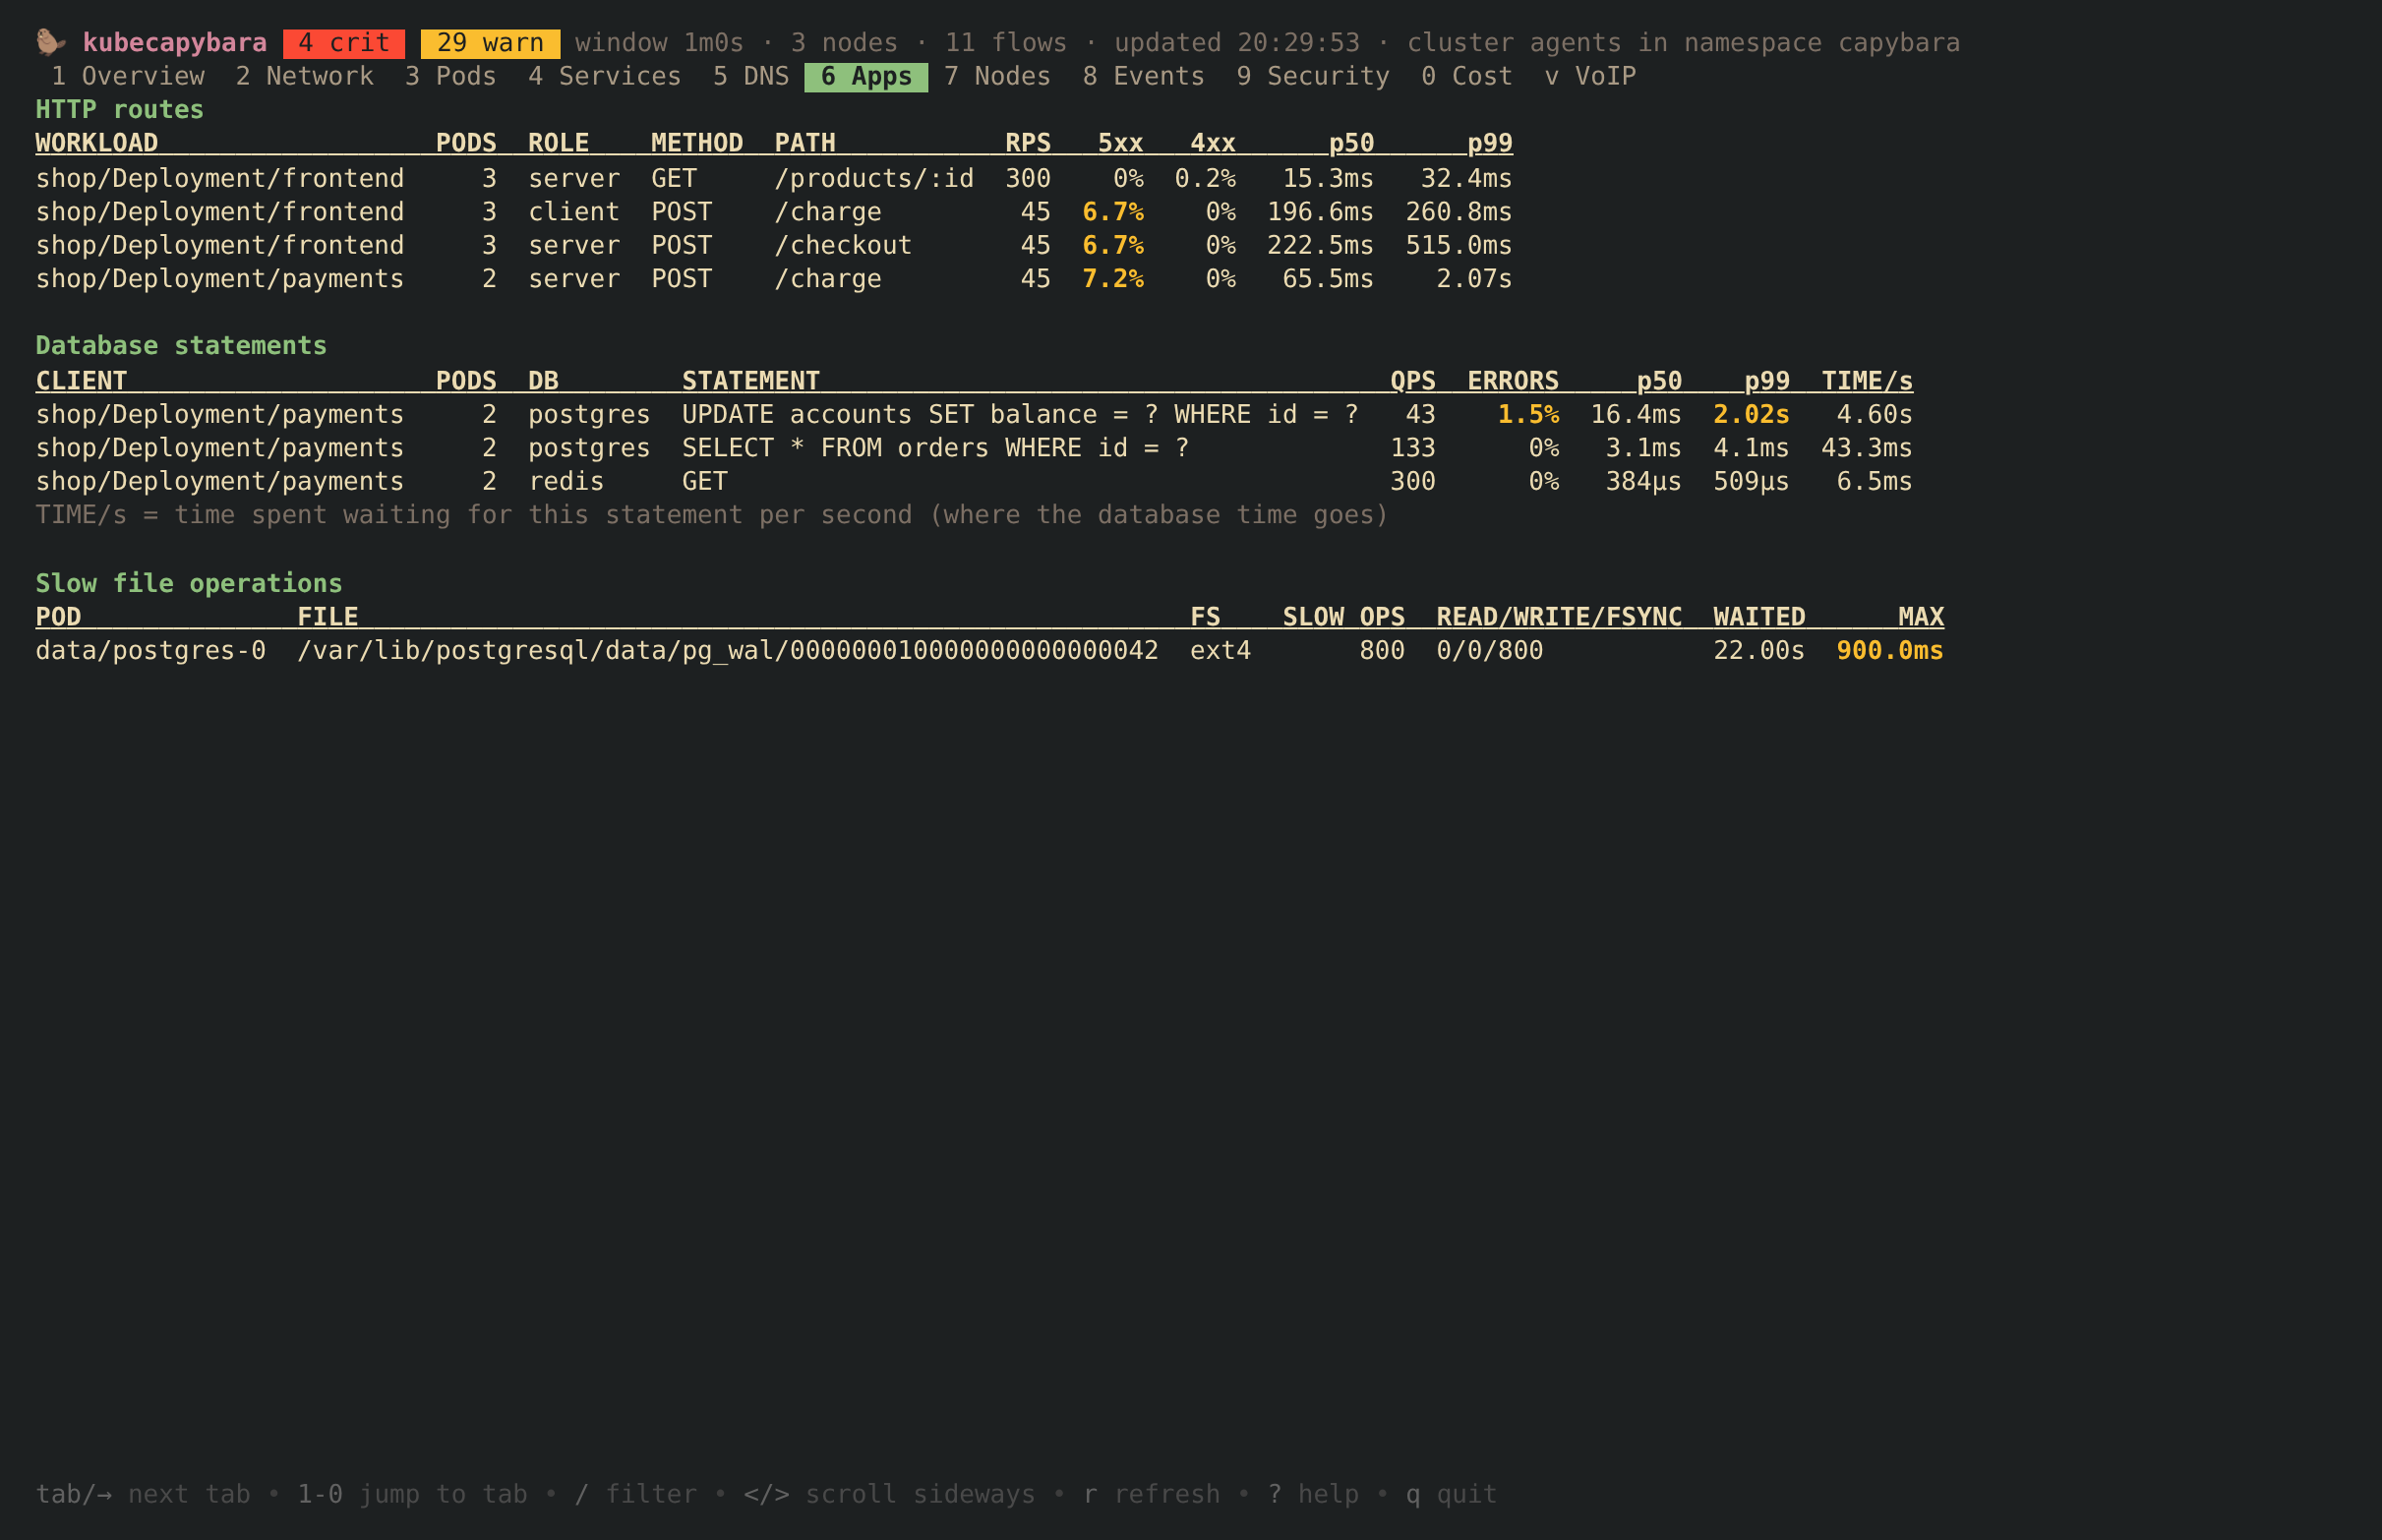 kubecapybara 4 crit 29 warn window 1m0s · 3 nodes · 11 flows · updated 20:29:53 · cluster agents in namespace capybara
1 Overview 2 Network 3 Pods 4 Services 5 DNS 6 Apps 7 Nodes 8 Events 9 Security 0 Cost v VoIP
HTTP routes
WORKLOAD PODS ROLE METHOD PATH RPS 5xx 4xx p50 p99
shop/Deployment/frontend 3 server GET /products/:id 300 0% 0.2% 15.3ms 32.4ms
shop/Deployment/frontend 3 client POST /charge 45 6.7% 0% 196.6ms 260.8ms
shop/Deployment/frontend 3 server POST /checkout 45 6.7% 0% 222.5ms 515.0ms
shop/Deployment/payments 2 server POST /charge 45 7.2% 0% 65.5ms 2.07s
Database statements
CLIENT PODS DB STATEMENT QPS ERRORS p50 p99 TIME/s
shop/Deployment/payments 2 postgres UPDATE accounts SET balance = ? WHERE id = ? 43 1.5% 16.4ms 2.02s 4.60s
shop/Deployment/payments 2 postgres SELECT * FROM orders WHERE id = ? 133 0% 3.1ms 4.1ms 43.3ms
shop/Deployment/payments 2 redis GET 300 0% 384µs 509µs 6.5ms
TIME/s = time spent waiting for this statement per second (where the database time goes)
Slow file operations
POD FILE FS SLOW OPS READ/WRITE/FSYNC WAITED MAX
data/postgres-0 /var/lib/postgresql/data/pg_wal/000000010000000000000042 ext4 800 0/0/800 22.00s 900.0ms
tab/→ next tab • 1-0 jump to tab • / filter • </> scroll sideways • r refresh • ? help • q quit